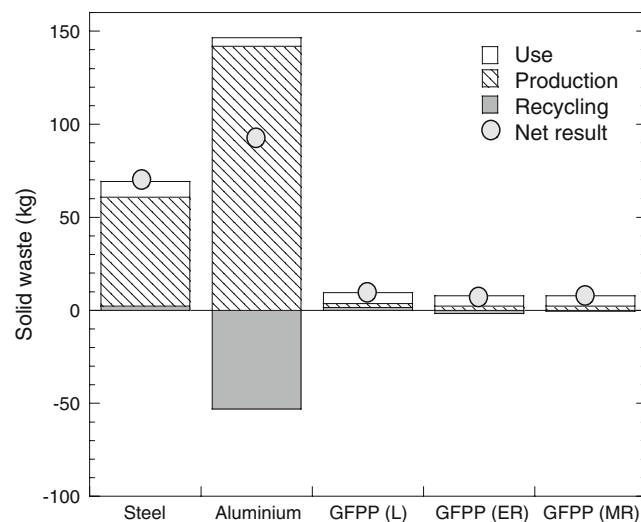 150
100
50
0
-50
-100
Solid waste (kg)
Use
Production
Recycling
Net result
Steel
Aluminium
GFPP (L)
GFPP (ER)
GFPP (MR)